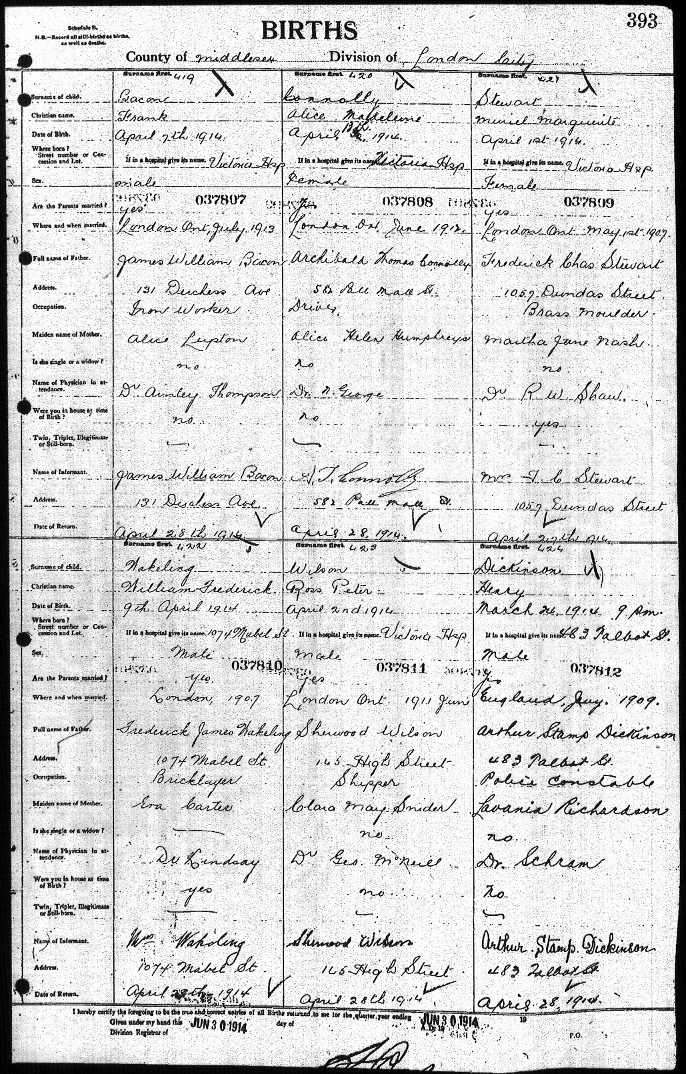 Schedule B.
N.B.—Record all still-births as births,
as well as deaths.
BIRTHS
393
County of Middlesex Division of London City
Surname first. 419 Surname first. 420 Surname first. 421
Surname of child. Bacon Connolly Stewart
Christian name. Frank Alice Madeleine Muriel Marguerite
Date of Birth. April 7th 1914. April 1914. April 1st 1914.
Where born?
Street number or Con-
cession and Lot. If in a hospital give its name. Victoria Hsp If in a hospital give its name. Victoria Hsp If in a hospital give its name. Victoria Hsp
Sex. male Female Female
037807 037808 037809
Are the Parents married? yes yes
Where and when married. London Ont, July 1913 London Ont June 1912. London Ont May 1st 1907.
Full name of Father. James William Bacon Archibald Thomas Connolly Frederick Chas Stewart
Address. 131 Duchess Ave 582 Pall Mall St. 1057 Dundas Street
Occupation. Iron Worker Driver Brass Moulder.
Maiden name of Mother. Alice Lupton Alice Helen Humphreys Martha Jane Nash.
Is she single or a widow? no no no
Name of Physician in at-
tendance. Dr Ainsley Thompson Dr. N. George Dr R W Shaw.
Were you in house at time
of Birth? no no yes
Twin, Triplet, Illegitimate
or Still-born. — — —
Name of Informant. James William Bacon A. T. Connolly Mrs F. C Stewart
Address. 131 Duchess Ave. 582 Pall Mall St. 1057 Dundas Street
Date of Return. April 28th 1914 April 28, 1914. April 27th 1914.
Surname first. 422 Surname first. 423 Surname first. 424
Surname of child. Wakeling Wilson Dickinson
Christian name. William Frederick Ross Peter Henry
Date of Birth. 9th April 1914 April 2nd 1914 March 24, 1914. 9 p.m.
Where born?
Street number or Con-
cession and Lot. If in a hospital give its name. 1074 Mabel St If in a hospital give its name. Victoria Hsp If in a hospital give its name 483 Talbot St.
Sex. Male male Male
037810 037811 037812
Are the Parents married? yes yes yes
Where and when married. London, 1907 London Ont 1911 Jun England 1909.
Full name of Father. Frederick James Wakeling Sherwood Wilson Arthur Stamp Dickinson
Address. 1074 Mabel St 145 High Street 483 Talbot St.
Occupation. Bricklayer Shipper Police Constable
Maiden name of Mother. Eva Carter Clara May Snider Lavania Richardson
Is she single or a widow? — no. no.
Name of Physician in at-
tendance. Dr Lindsay Dr Geo. McNeill Dr. Schram
Were you in house at time
of Birth? yes no no
Twin, Triplet, Illegitimate
or Still-born. — — —
Name of Informant. Mrs Wakeling Sherwood Wilson Arthur. Stamp. Dickinson
Address. 1074 Mabel St 145 High Street 483 Talbot St
Date of Return. April 28th 1914 April 28th 1914 April. 28, 1914.
I hereby certify the foregoing to be the true and correct entries of all Births returned to me for the quarter, year ending JUN 30 1914 19
Given under my hand this JUN 30 1914 day of A.D. 19
Division Registrar of P.O.